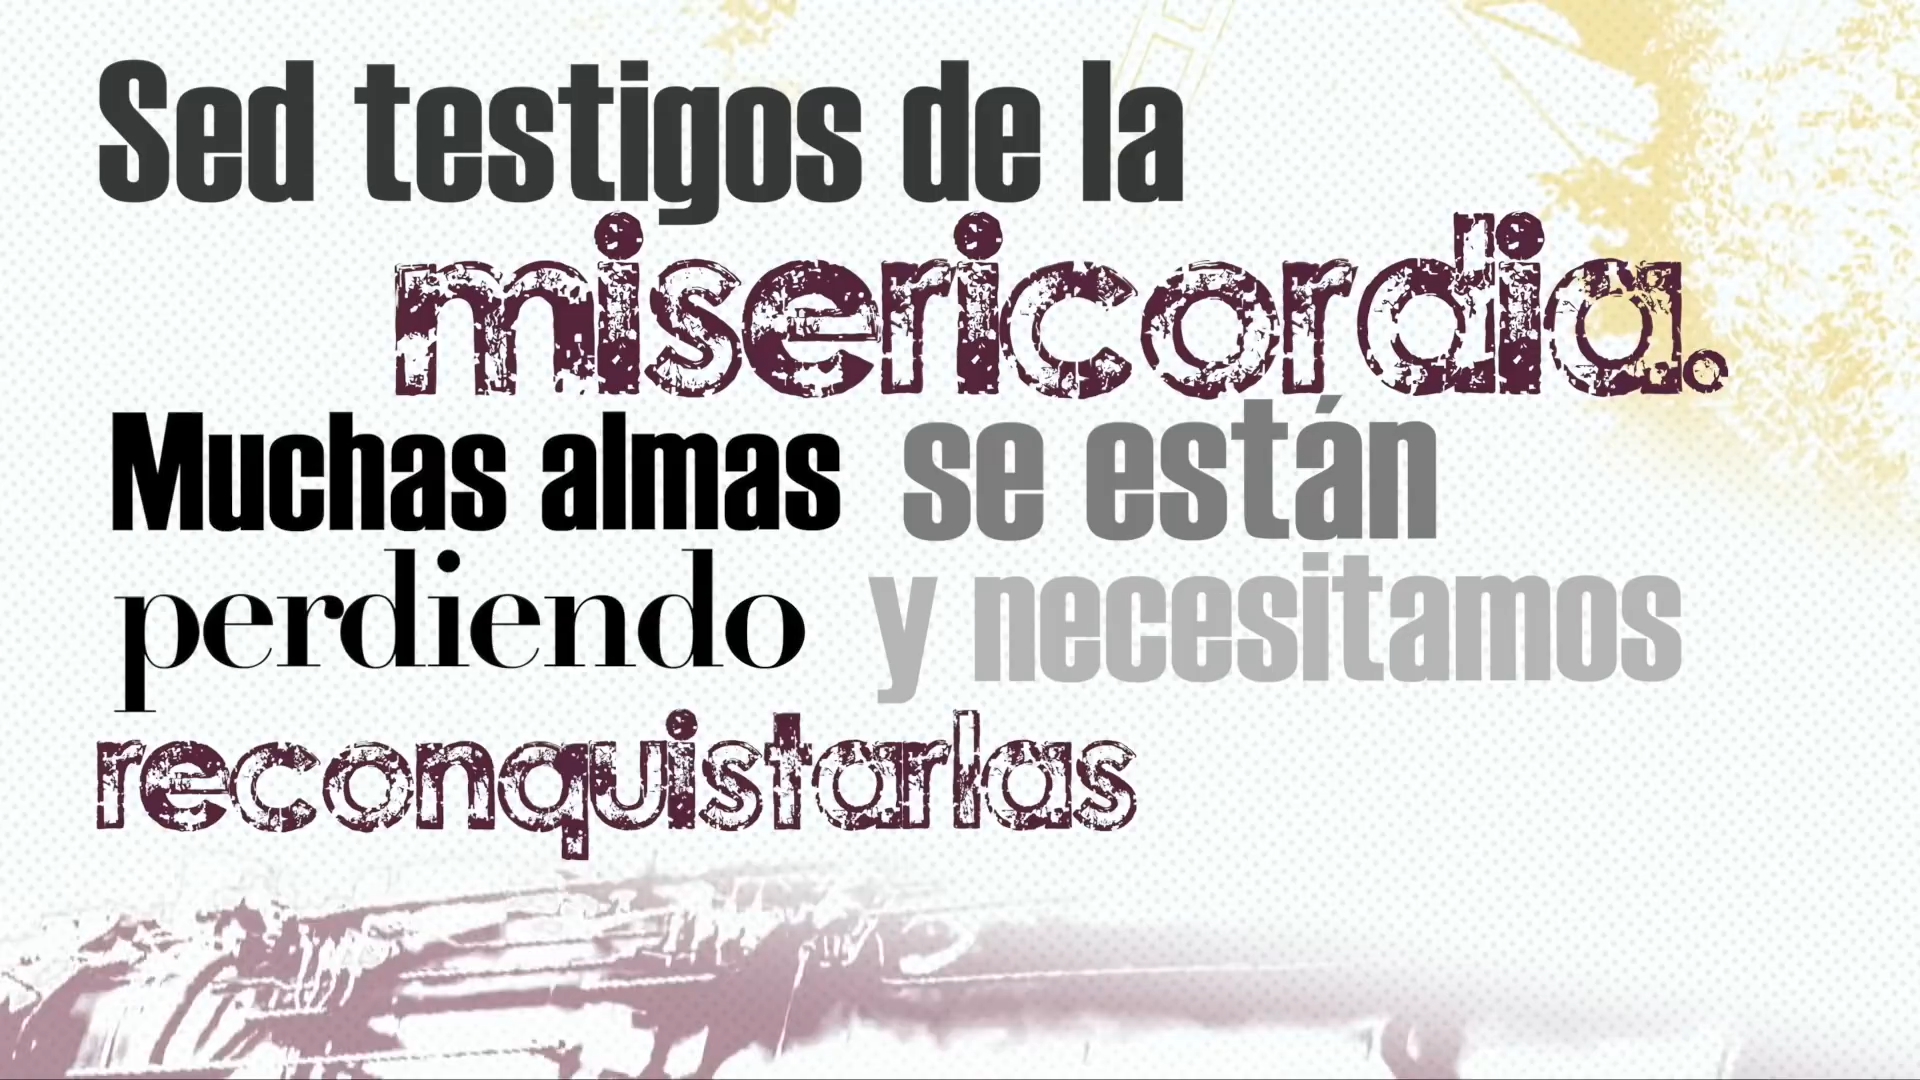 Sed testigos de la
misericordia.
Muchas almas se están
perdiendo y necesitamos
reconquistarlas